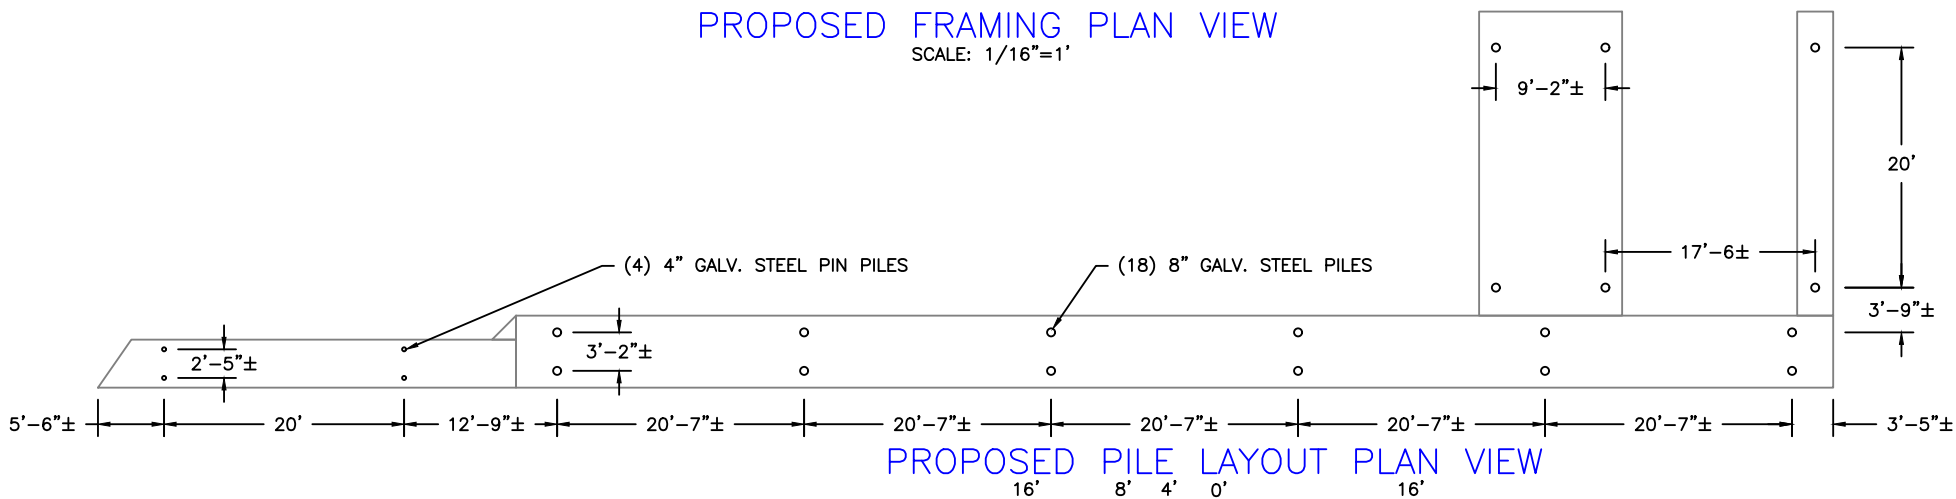 PROPOSED FRAMING PLAN VIEW
SCALE: 1/16"=1'
9'-2"±
20'
17'-6±
3'-9"±
(4) 4" GALV. STEEL PIN PILES
(18) 8" GALV. STEEL PILES
2'-5"±
3'-2"±
5'-6"±
20'
12'-9"±
20'-7"±
20'-7"±
20'-7"±
20'-7"±
20'-7"±
3'-5"±
PROPOSED PILE LAYOUT PLAN VIEW
16' 8' 4' 0' 16'